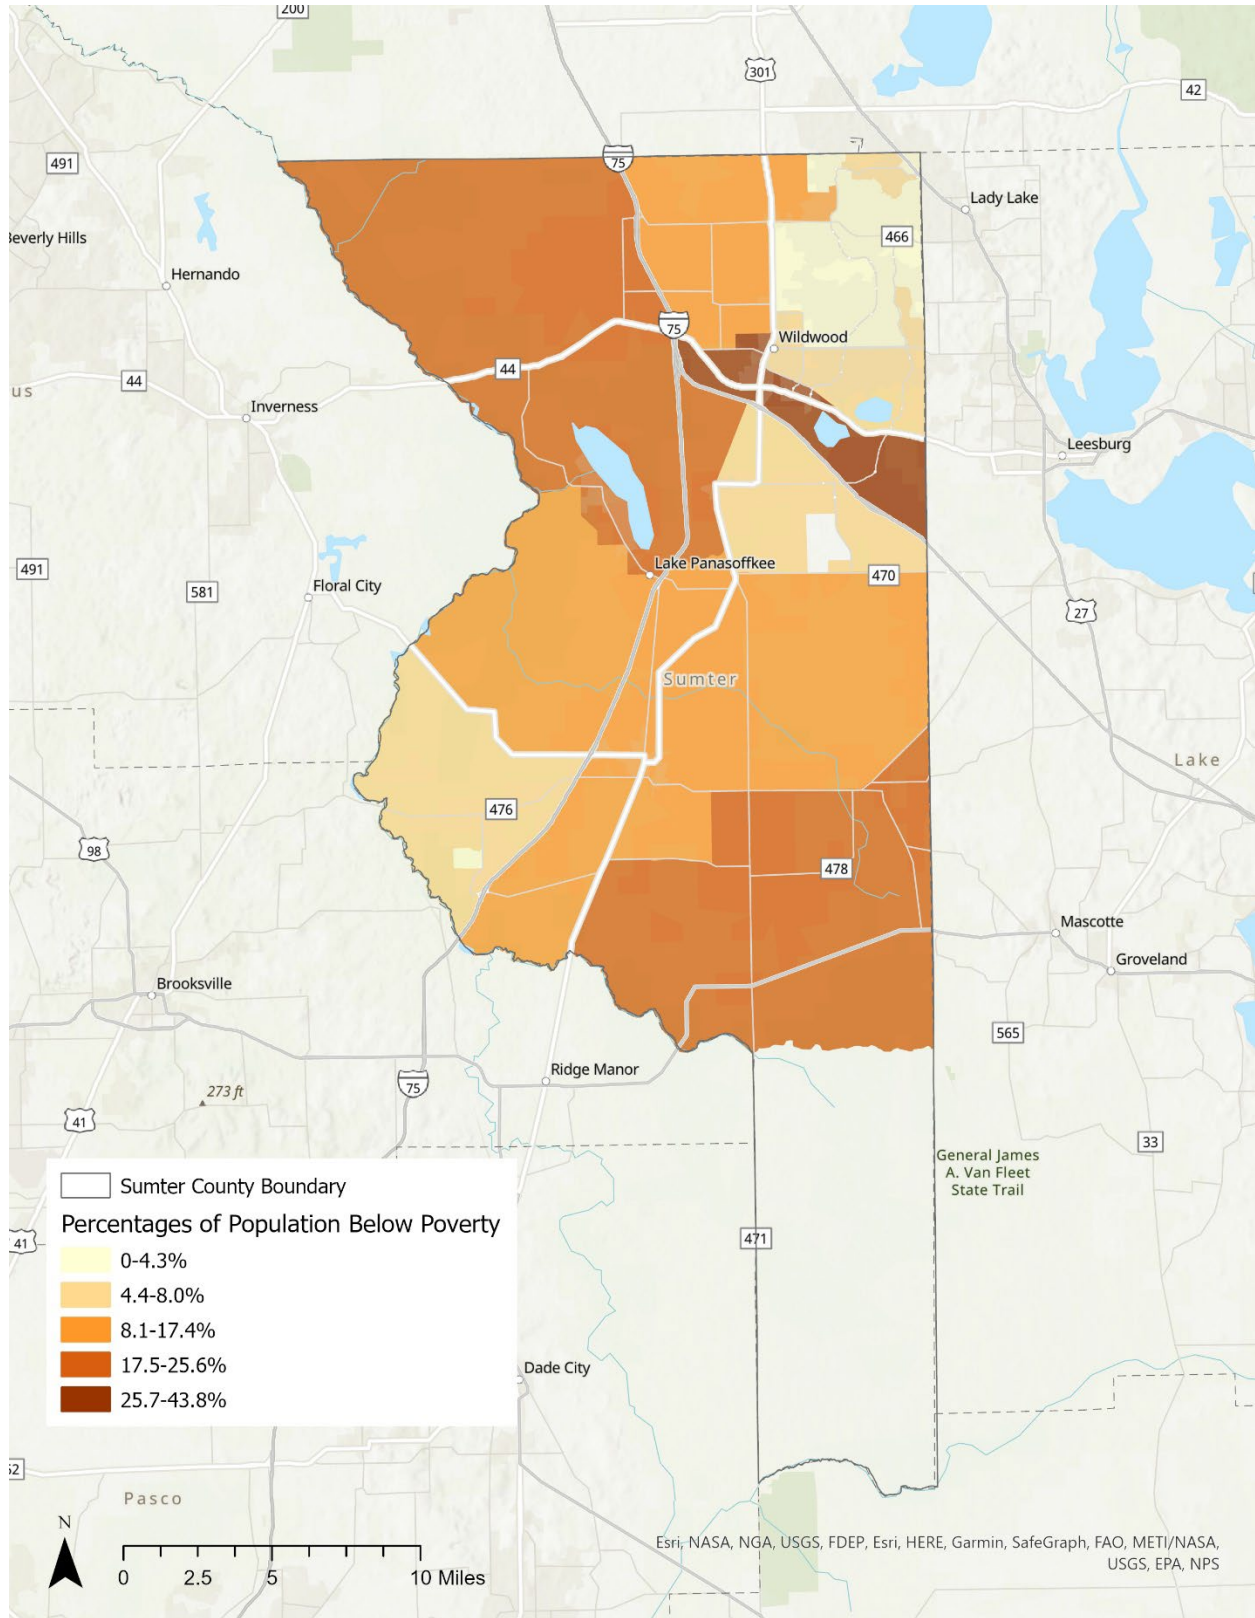 200
301
42
491
75
Lady Lake
Beverly Hills
466
Hernando
75
Wildwood
44
44
us
Inverness
Leesburg
Lake Panasoffkee
491
470
581
Floral City
27
Sumter
Lake
476
98
478
Mascotte
Groveland
Brooksville
565
Ridge Manor
75
273 ft
41
33
General James
A. Van Fleet
State Trail
Sumter County Boundary
Percentages of Population Below Poverty
41
471
0-4.3%
4.4-8.0%
8.1-17.4%
17.5-25.6%
25.7-43.8%
Dade City
52
Pasco
N
0 2.5 5 10 Miles
Esri, NASA, NGA, USGS, FDEP, Esri, HERE, Garmin, SafeGraph, FAO, METI/NASA,
USGS, EPA, NPS